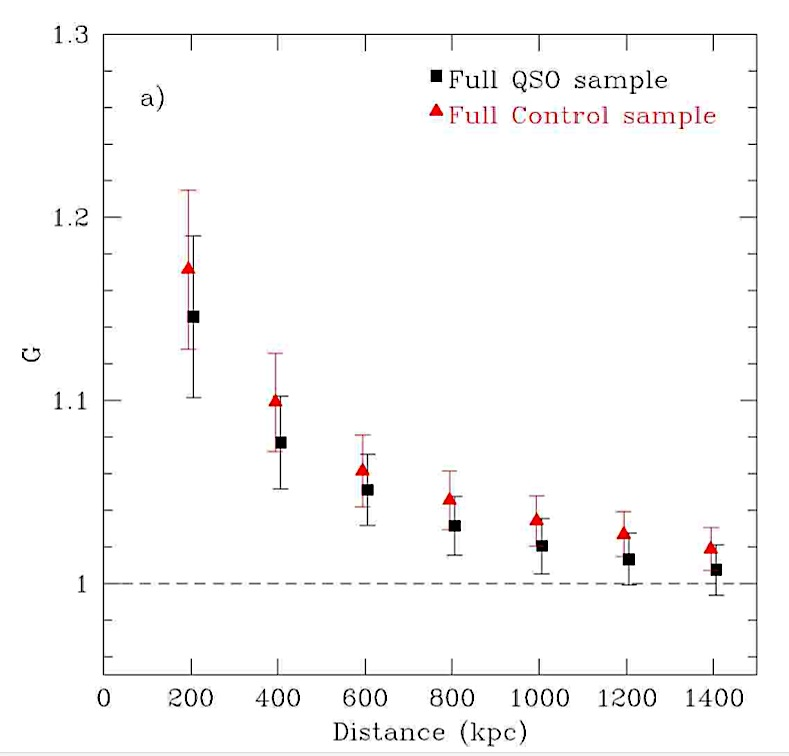 1.3
a)
Full QSO sample
Full Control sample
1.2
G
1.1
1
0 200 400 600 800 1000 1200 1400
Distance (kpc)